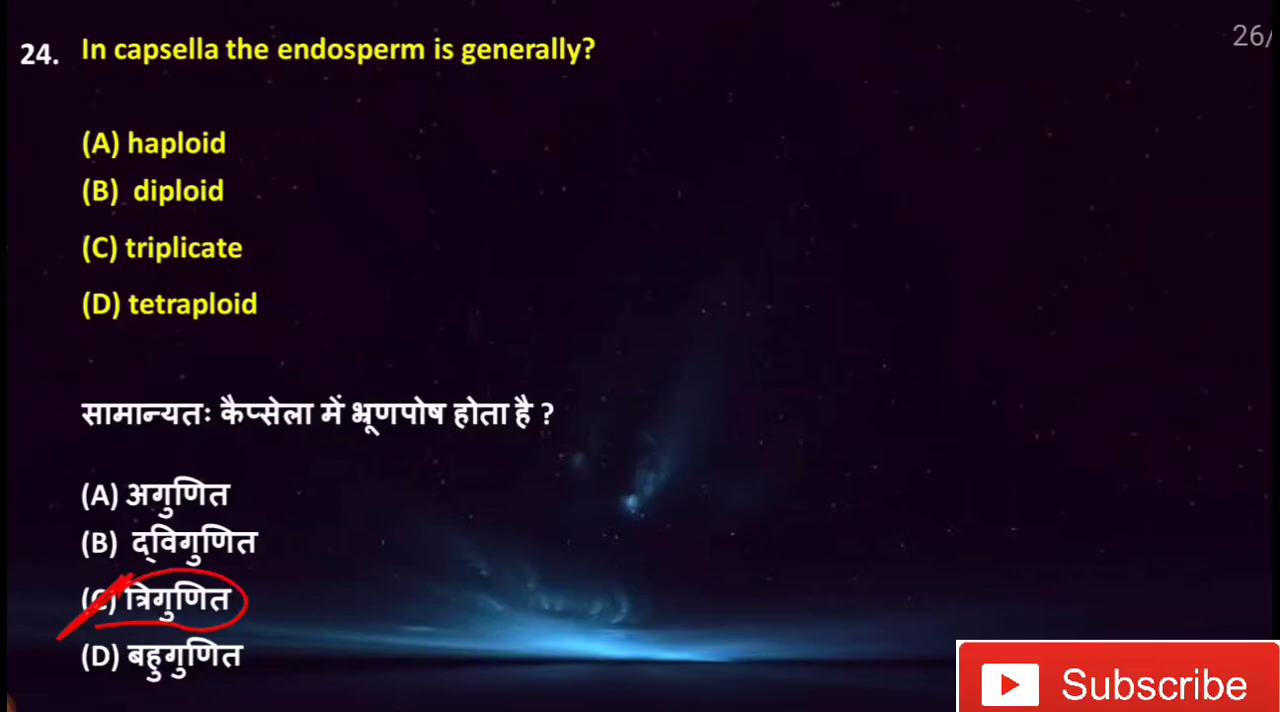 24. In capsella the endosperm is generally?
26/
(A) haploid
(B) diploid
(C) triplicate
(D) tetraploid
सामान्यतः कैप्सेला में भ्रूणपोष होता है ?
(A) अगुणित
(B) द्विगुणित
(C) त्रिगुणित
(D) बहुगुणित
Subscribe